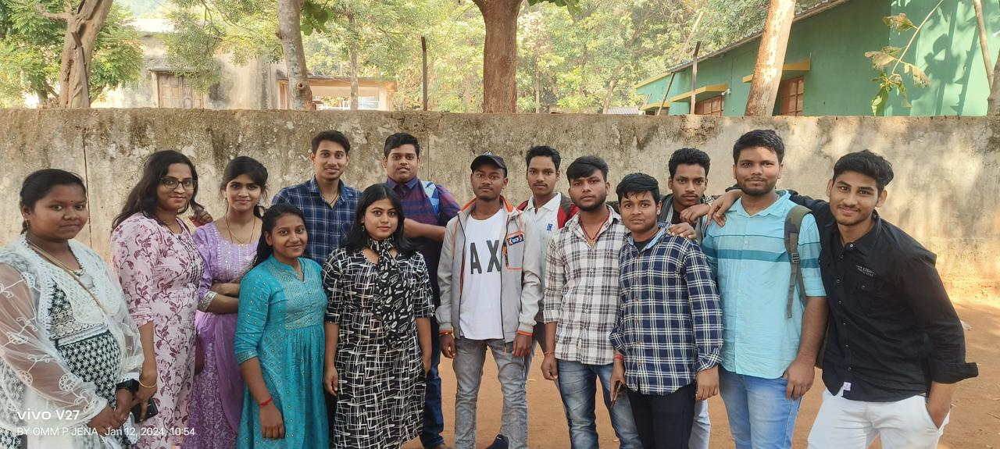 AX
vivo V27
BY OMM P JENA, Jan 12, 2024, 10:54